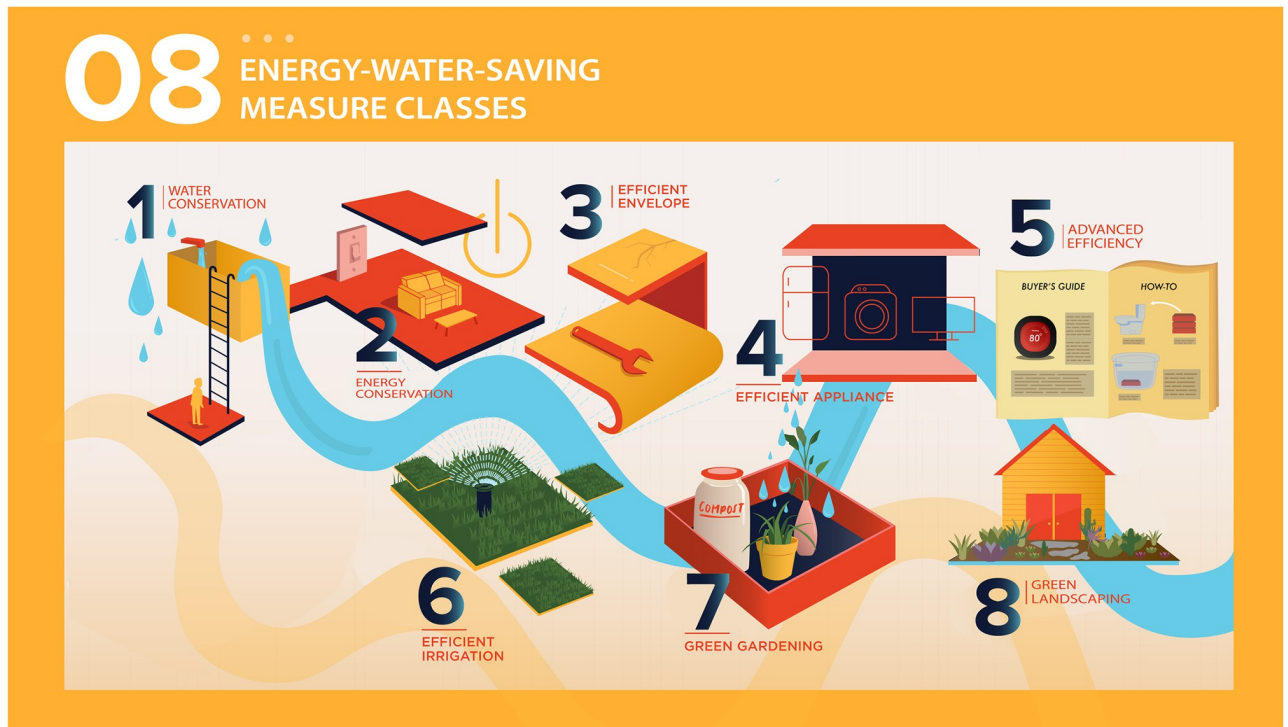 08
ENERGY-WATER-SAVING
MEASURE CLASSES
1
WATER
CONSERVATION
2
ENERGY
CONSERVATION
3
EFFICIENT
ENVELOPE
4
EFFICIENT APPLIANCE
5
ADVANCED
EFFICIENCY
BUYER'S GUIDE
HOW-TO
80°
6
EFFICIENT
IRRIGATION
7
GREEN GARDENING
COMPOST
8
GREEN
LANDSCAPING